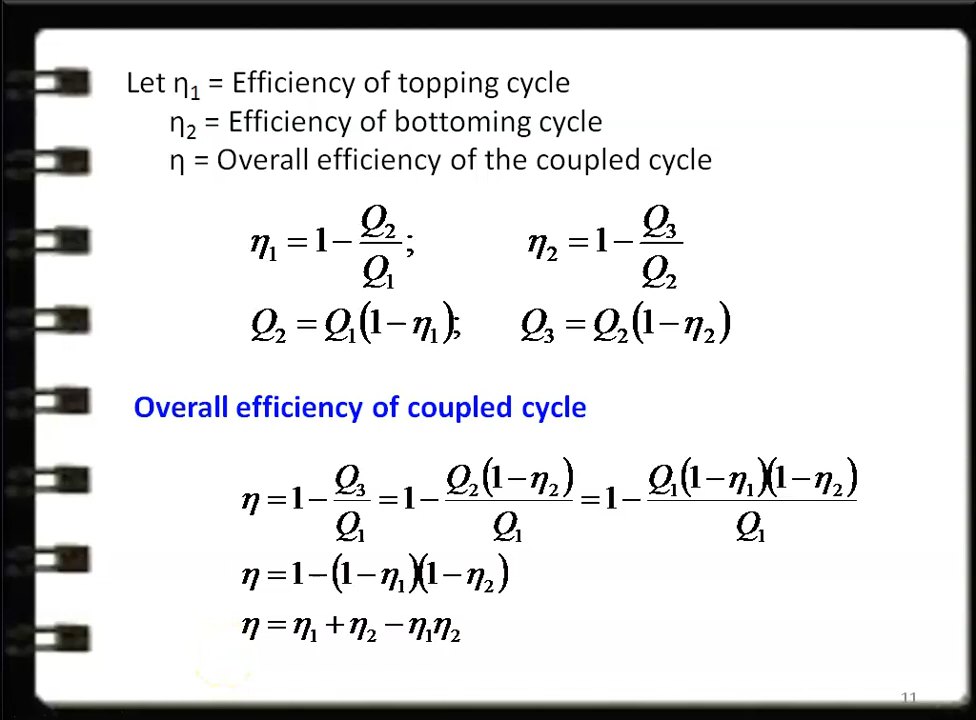 Let η₁ = Efficiency of topping cycle
η₂ = Efficiency of bottoming cycle
η = Overall efficiency of the coupled cycle
η₁ = 1 − Q₂/Q₁; η₂ = 1 − Q₃/Q₂
Q₂ = Q₁(1 − η₁); Q₃ = Q₂(1 − η₂)
Overall efficiency of coupled cycle
η = 1 − Q₃/Q₁ = 1 − Q₂(1 − η₂)/Q₁ = 1 − Q₁(1 − η₁)(1 − η₂)/Q₁
η = 1 − (1 − η₁)(1 − η₂)
η = η₁ + η₂ − η₁η₂
11